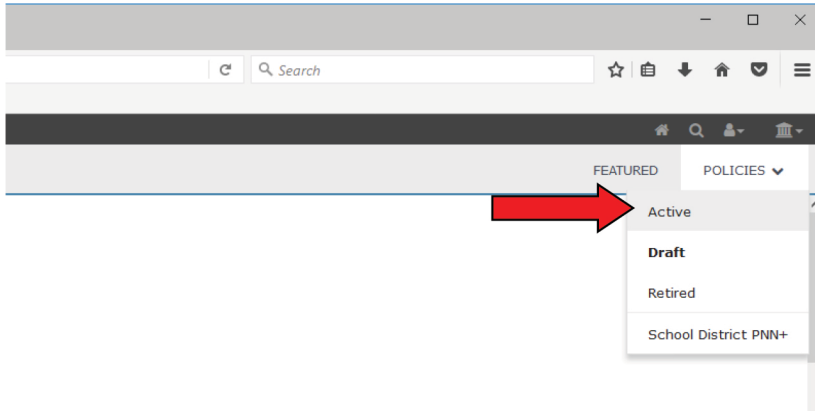 Search
FEATURED POLICIES
Active
Draft
Retired
School District PNN+